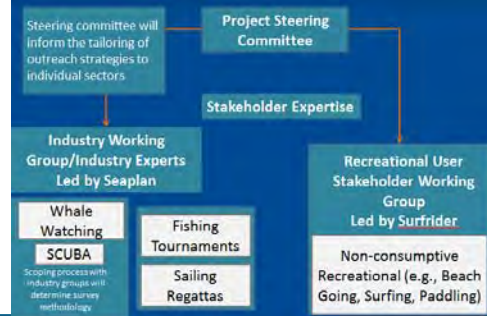 Steering committee will
inform the tailoring of
outreach strategies to
individual sectors
Project Steering
Committee
Stakeholder Expertise
Industry Working
Group/Industry Experts
Led by Seaplan
Recreational User
Stakeholder Working
Group
Led by Surfrider
Whale
Watching
SCUBA
Scoping process with
industry groups will
determine survey
methodology
Fishing
Tournaments
Sailing
Regattas
Non-consumptive
Recreational (e.g., Beach
Going, Surfing, Paddling)